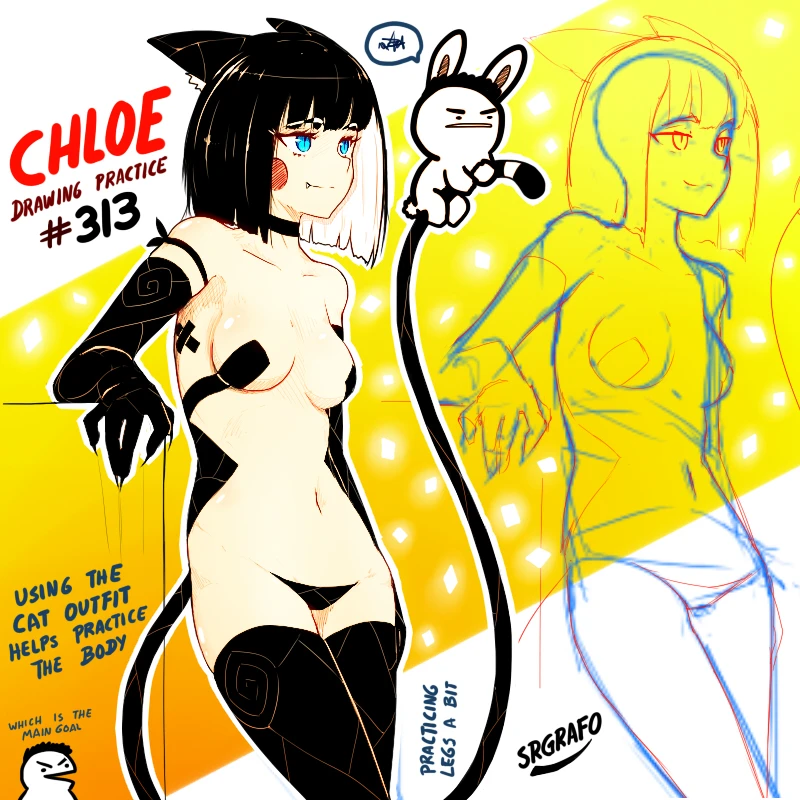 CHLOE
DRAWING PRACTICE
#313
USING THE
CAT OUTFIT
HELPS PRACTICE
THE BODY
WHICH IS THE
MAIN GOAL
PRACTICING
LEGS A BIT
SRGRAFO